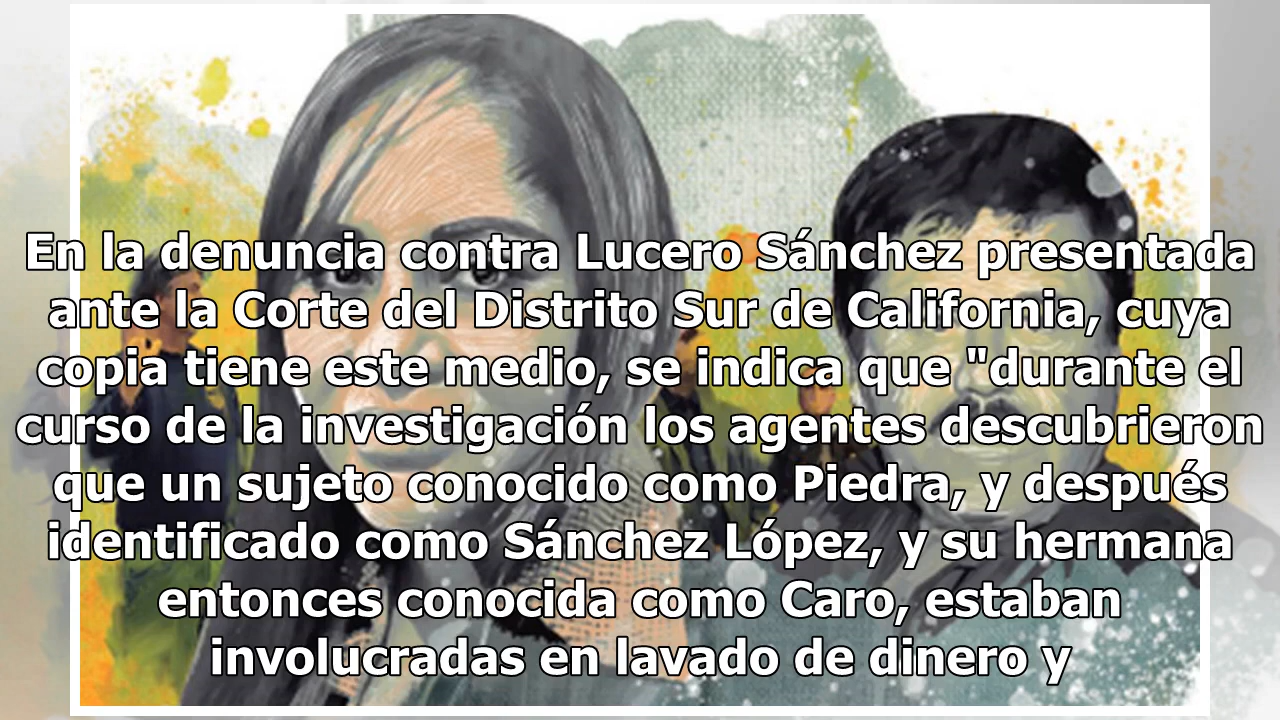 En la denuncia contra Lucero Sánchez presentada
ante la Corte del Distrito Sur de California, cuya
copia tiene este medio, se indica que "durante el
curso de la investigación los agentes descubrieron
que un sujeto conocido como Piedra, y después
identificado como Sánchez López, y su hermana
entonces conocida como Caro, estaban
involucradas en lavado de dinero y